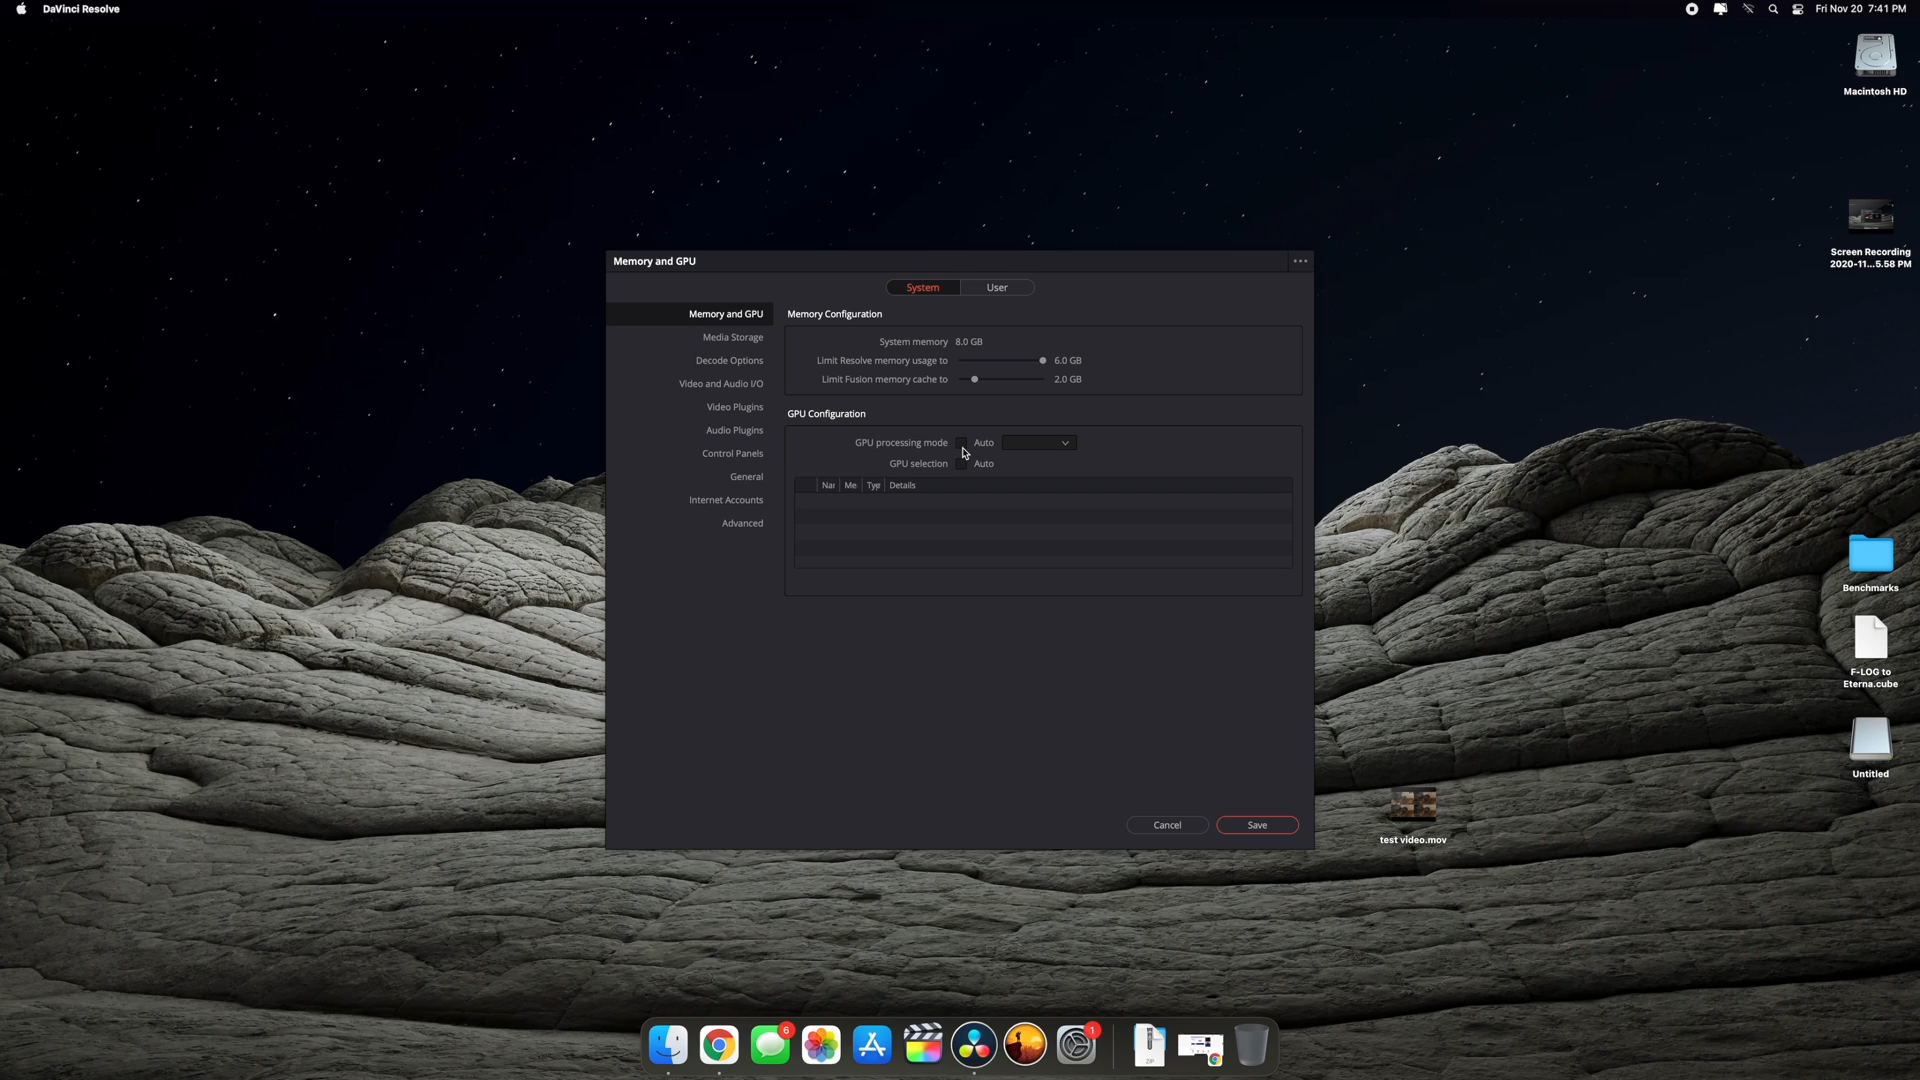 DaVinci Resolve
Fri Nov 20 7:41 PM
Macintosh HD
Screen Recording
2020-11...5.58 PM
Memory and GPU
System
User
Memory and GPU
Media Storage
Decode Options
Video and Audio I/O
Video Plugins
Audio Plugins
Control Panels
General
Internet Accounts
Advanced
Memory Configuration
System memory 8.0 GB
Limit Resolve memory usage to 6.0 GB
Limit Fusion memory cache to 2.0 GB
GPU Configuration
GPU processing mode Auto
GPU selection Auto
Nar Me Typ Details
Cancel
Save
Benchmarks
F-LOG to
Eterna.cube
Untitled
test video.mov
6
1
ZIP